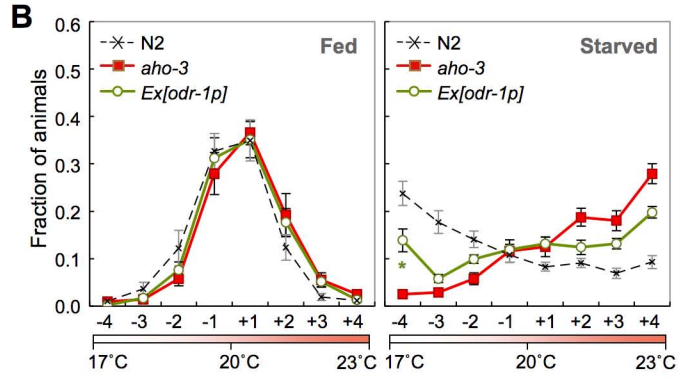 B
0.6
0.5
0.4
0.3
0.2
0.1
0.0
Fraction of animals
N2
aho-3
Ex[odr-1p]
Fed
-4 -3 -2 -1 +1 +2 +3 +4
17˚C 20˚C 23˚C
N2
aho-3
Ex[odr-1p]
Starved
*
-4 -3 -2 -1 +1 +2 +3 +4
17˚C 20˚C 23˚C